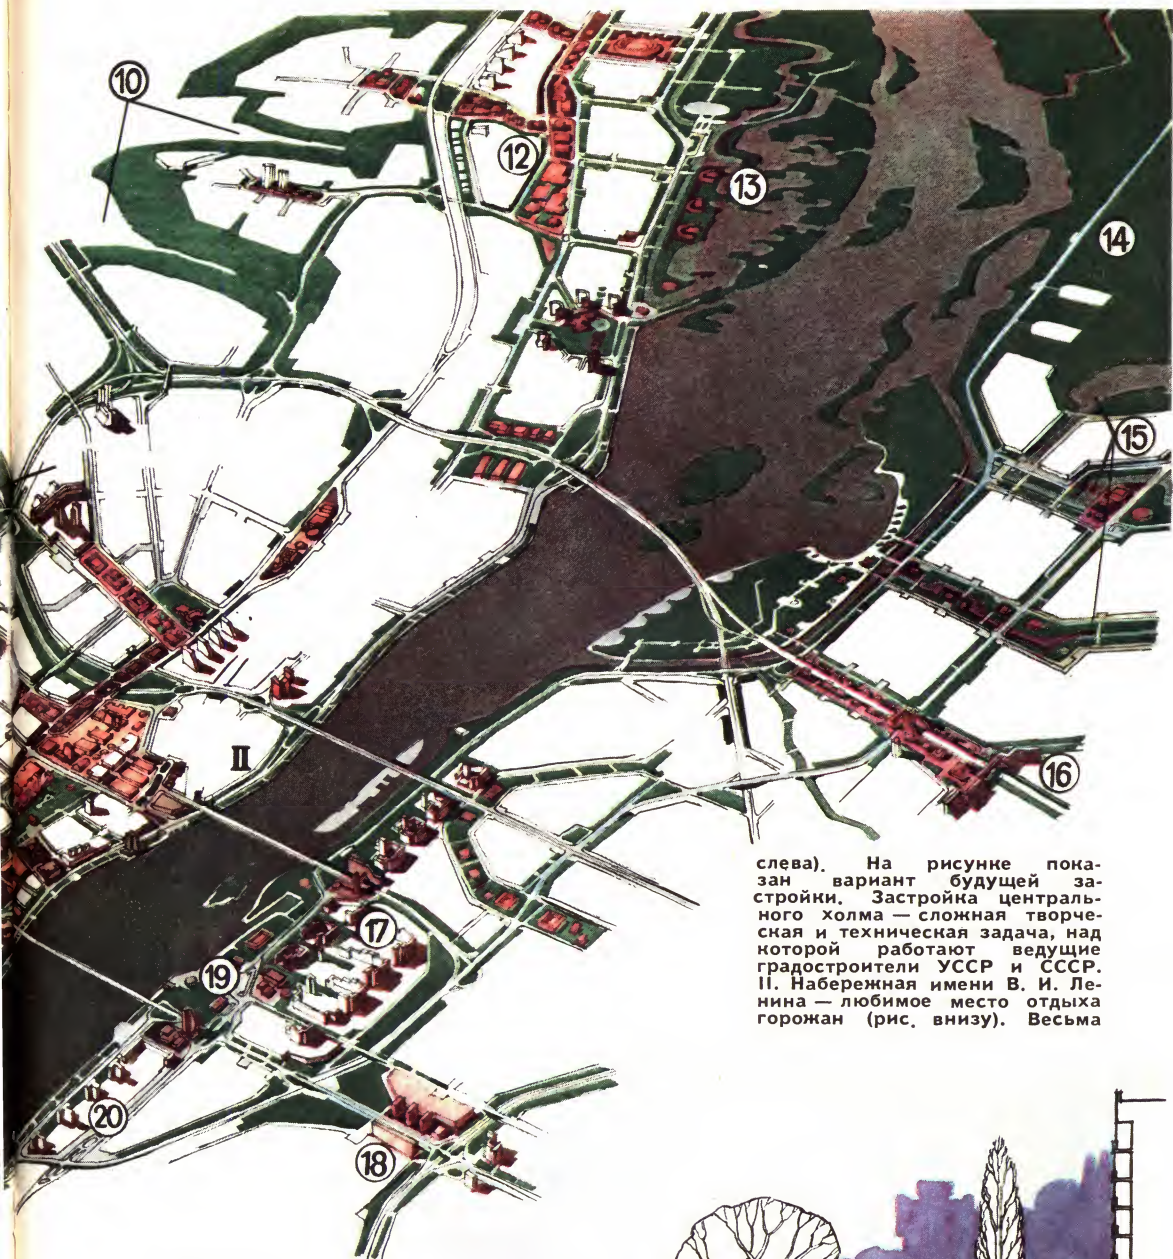 10
12
13
14
15
16
II
17
19
20
18
слева). На рисунке пока-
зан вариант будущей за-
стройки. Застройка централь-
ного холма — сложная творче-
ская и техническая задача, над
которой работают ведущие
градостроители УССР и СССР.
II. Набережная имени В. И. Ле-
нина — любимое место отдыха
горожан (рис. внизу). Весьма